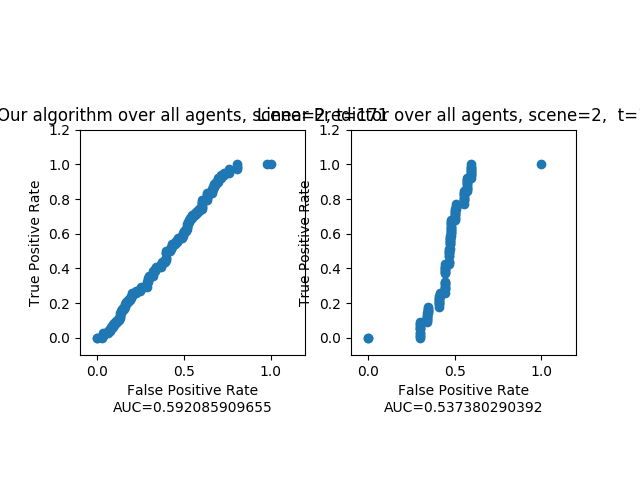 Our algorithm over all agents, scene=2, t=171
Linear Predictor over all agents, scene=2, t=
1.2
1.0
0.8
0.6
0.4
0.2
0.0
True Positive Rate
0.0 0.5 1.0
False Positive Rate
AUC=0.592085909655
1.2
1.0
0.8
0.6
0.4
0.2
0.0
True Positive Rate
0.0 0.5 1.0
False Positive Rate
AUC=0.537380290392